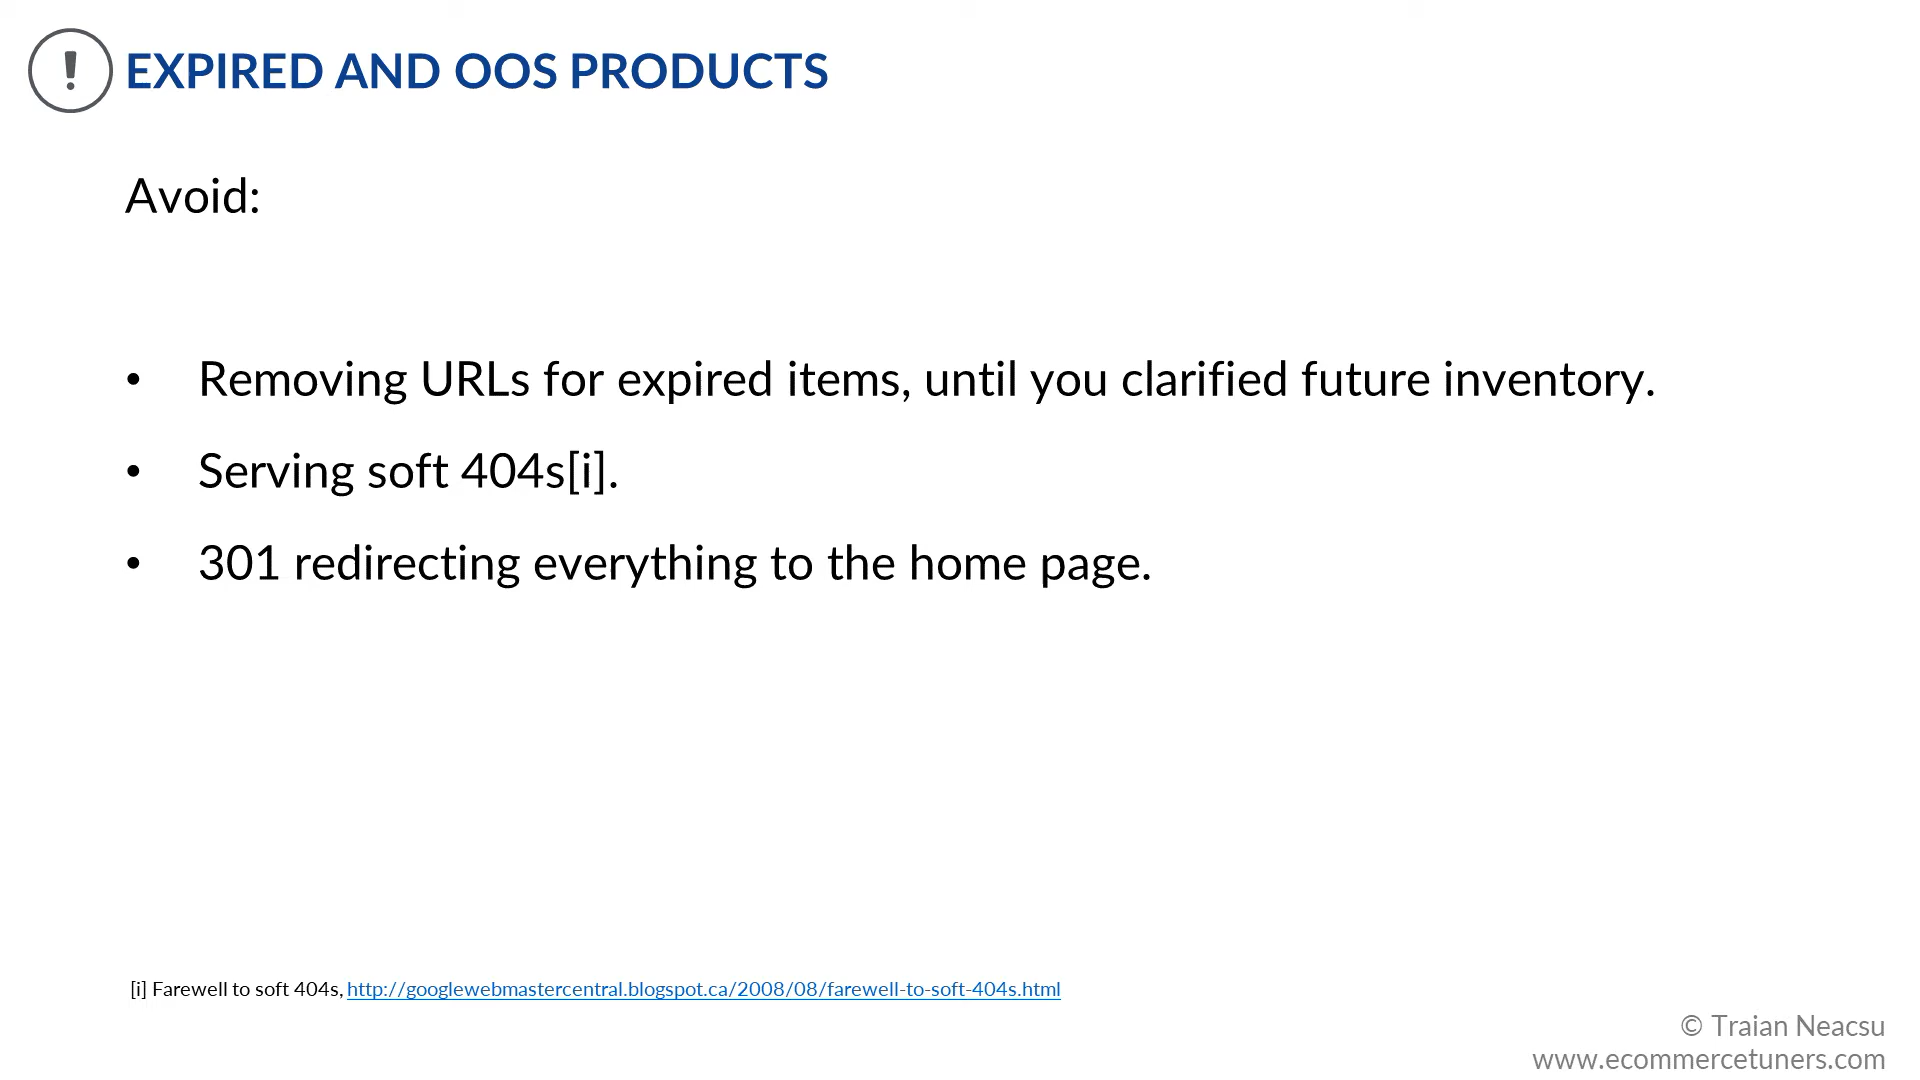 ! EXPIRED AND OOS PRODUCTS
Avoid:
• Removing URLs for expired items, until you clarified future inventory.
• Serving soft 404s[i].
• 301 redirecting everything to the home page.
[i] Farewell to soft 404s, http://googlewebmastercentral.blogspot.ca/2008/08/farewell-to-soft-404s.html
© Traian Neacsu
www.ecommercetuners.com